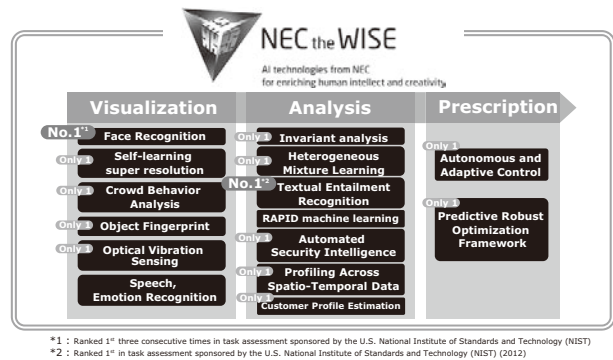 NEC the WISE
AI technologies from NEC
for enriching human intellect and creativity
Visualization
No.1*1
Face Recognition
Only 1
Self-learning
super resolution
Only 1
Crowd Behavior
Analysis
Only 1
Object Fingerprint
Only 1
Optical Vibration
Sensing
Speech,
Emotion Recognition
Analysis
Only 1
Invariant analysis
Only 1
Heterogeneous
Mixture Learning
No.1*2
Textual Entailment
Recognition
RAPID machine learning
Only 1
Automated
Security Intelligence
Only 1
Profiling Across
Spatio-Temporal Data
Only 1
Customer Profile Estimation
Prescription
Only 1
Autonomous and
Adaptive Control
Only 1
Predictive Robust
Optimization
Framework
*1 : Ranked 1st three consecutive times in task assessment sponsored by the U.S. National Institute of Standards and Technology (NIST)
*2 : Ranked 1st in task assessment sponsored by the U.S. National Institute of Standards and Technology (NIST) (2012)